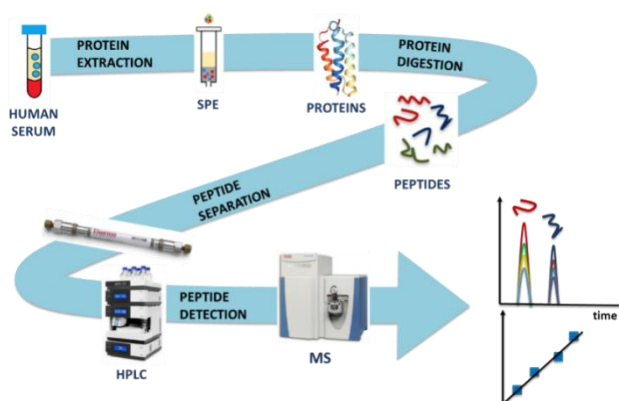 PROTEIN
EXTRACTION
PROTEIN
DIGESTION
HUMAN
SERUM
SPE
PROTEINS
PEPTIDES
PEPTIDE
SEPARATION
PEPTIDE
DETECTION
HPLC
MS
time